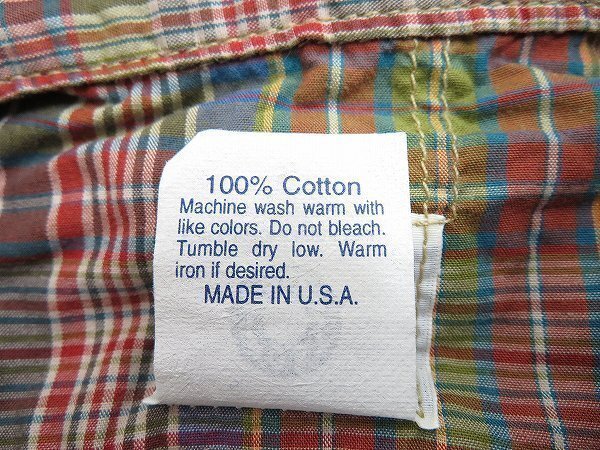 100% Cotton
Machine wash warm with
like colors. Do not bleach.
Tumble dry low. Warm
iron if desired.
MADE IN U.S.A.